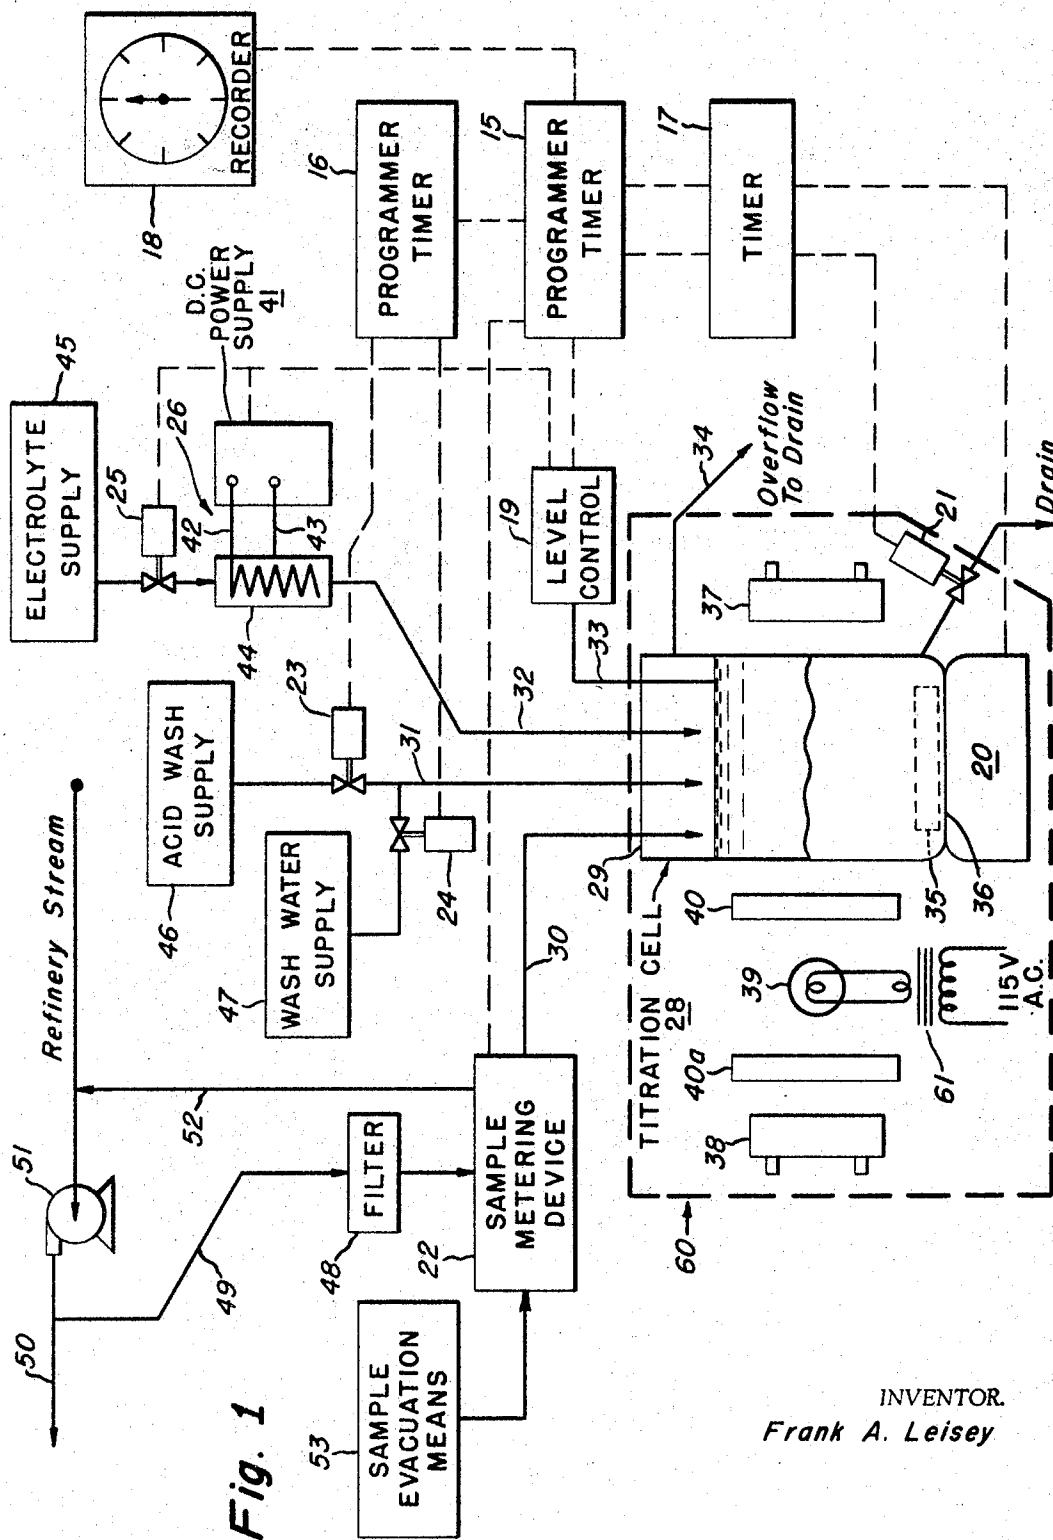 Fig. 1
50
51
Refinery Stream
49
52
48
FILTER
53
SAMPLE
EVACUATION
MEANS
22
SAMPLE
METERING
DEVICE
30
47
WASH WATER
SUPPLY
46
ACID WASH
SUPPLY
24
23
31
32
ELECTROLYTE
SUPPLY
45
25
26
42
43
44
D.C.
POWER
SUPPLY
41
18
RECORDER
16
PROGRAMMER
TIMER
15
PROGRAMMER
TIMER
17
TIMER
19
LEVEL
CONTROL
33
34
Overflow
To Drain
21
Drain
37
29
TITRATION CELL
28
40
39
40a
38
61
115V
A.C.
35
36
20
60
INVENTOR.
Frank A. Leisey